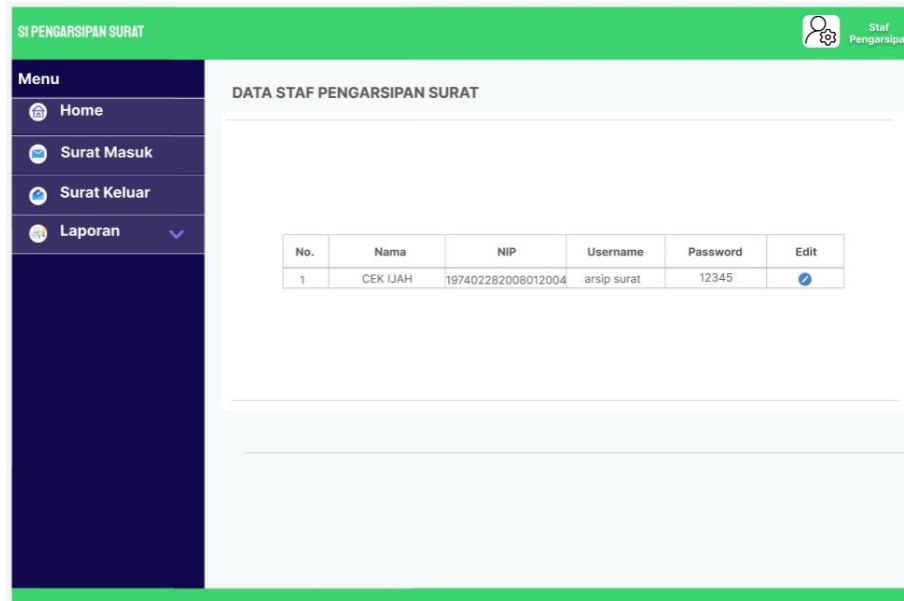 SI PENGARSIPAN SURAT
Staf
Pengarsipa
Menu
Home
Surat Masuk
Surat Keluar
Laporan
DATA STAF PENGARSIPAN SURAT
No. Nama NIP Username Password Edit
1 CEK IJAH 197402282008012004 arsip surat 12345